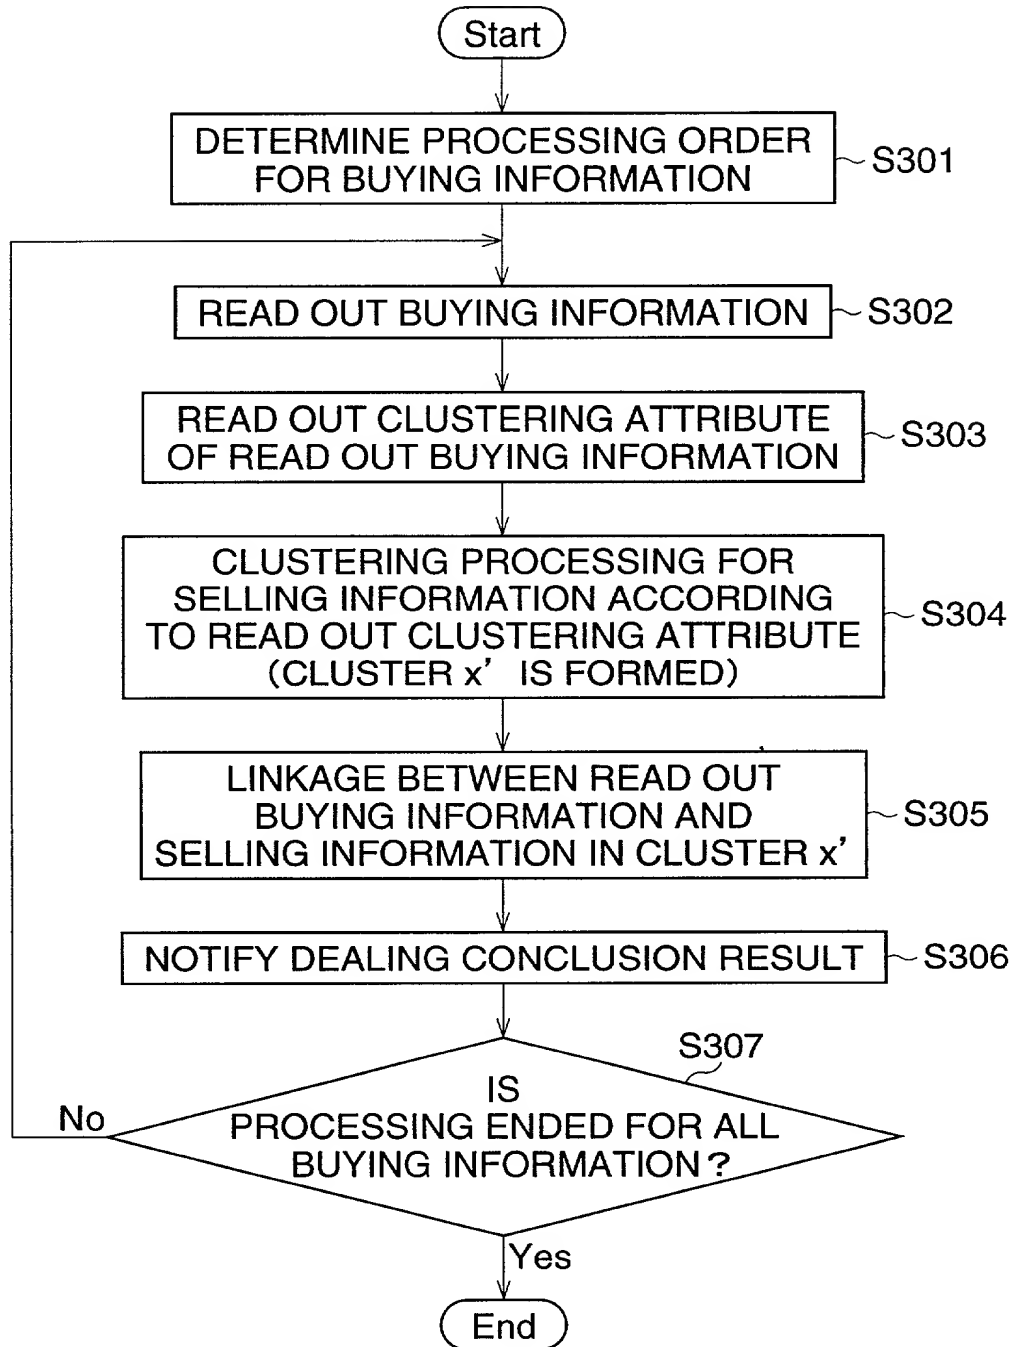 Start
DETERMINE PROCESSING ORDER
FOR BUYING INFORMATION
S301
READ OUT BUYING INFORMATION
S302
READ OUT CLUSTERING ATTRIBUTE
OF READ OUT BUYING INFORMATION
S303
CLUSTERING PROCESSING FOR
SELLING INFORMATION ACCORDING
TO READ OUT CLUSTERING ATTRIBUTE
(CLUSTER x' IS FORMED)
S304
LINKAGE BETWEEN READ OUT
BUYING INFORMATION AND
SELLING INFORMATION IN CLUSTER x'
S305
NOTIFY DEALING CONCLUSION RESULT
S306
S307
IS
PROCESSING ENDED FOR ALL
BUYING INFORMATION?
No
Yes
End